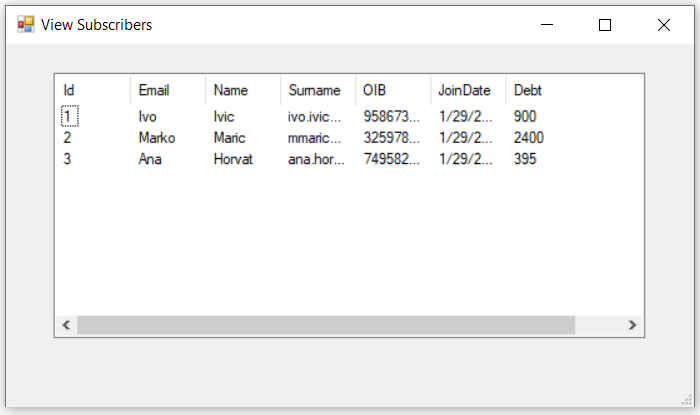 View Subscribers
Id Email Name Surname OIB JoinDate Debt
1 Ivo Ivic ivo.ivic... 958673... 1/29/2... 900
2 Marko Maric mmaric... 325978... 1/29/2... 2400
3 Ana Horvat ana.hor... 749582... 1/29/2... 395